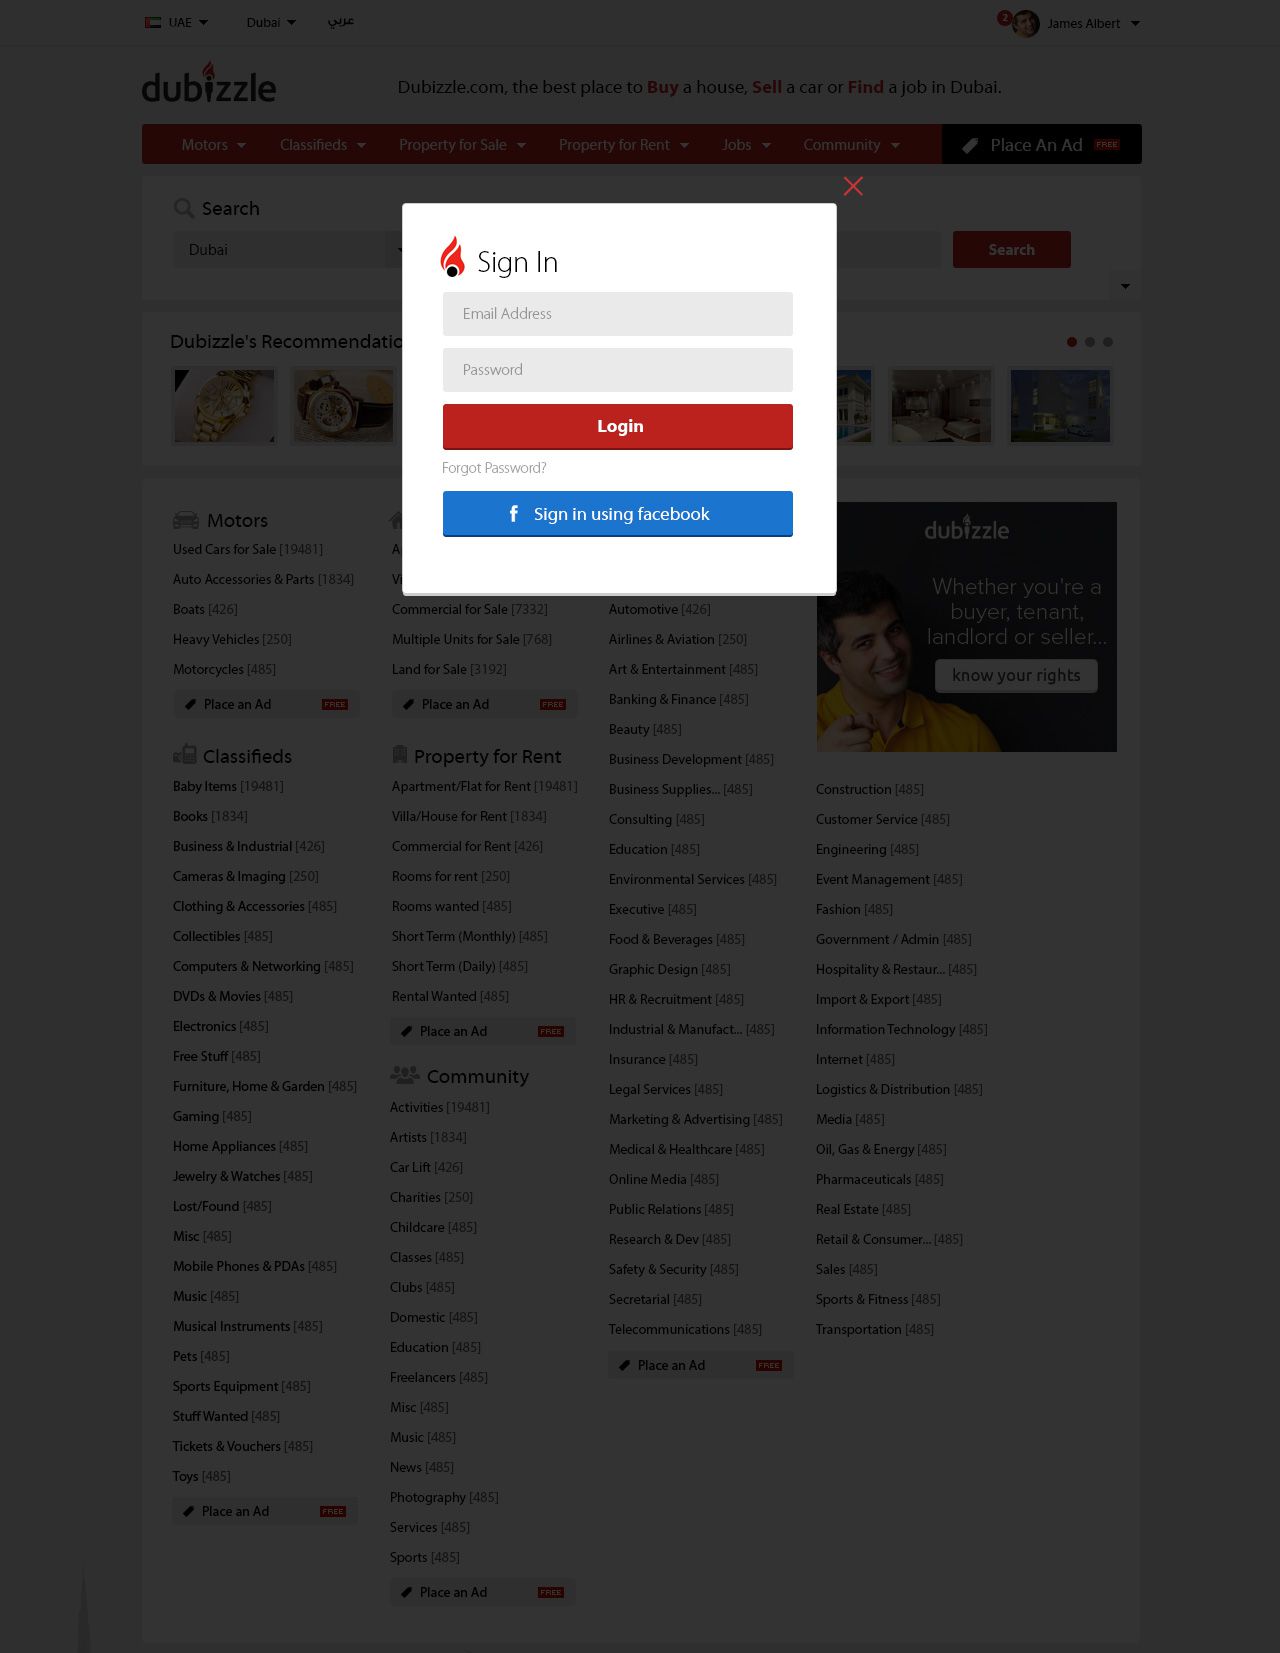 UAE Dubai عربي 2 James Albert
dubizzle
Dubizzle.com, the best place to Buy a house, Sell a car or Find a job in Dubai.
Motors Classifieds Property for Sale Property for Rent Jobs Community Place An Ad FREE
Search
Dubai Search
Sign In
Email Address
Password
Login
Forgot Password?
f Sign in using facebook
Dubizzle's
Motors
Used Cars for Sale [19481]
Auto Accessories & Parts [1834]
Boats [426]
Heavy Vehicles [250]
Motorcycles [485]
Place an Ad FREE
Classifieds
Baby Items [19481]
Books [1834]
Business & Industrial [426]
Cameras & Imaging [250]
Clothing & Accessories [485]
Collectibles [485]
Computers & Networking [485]
DVDs & Movies [485]
Electronics [485]
Free Stuff [485]
Furniture, Home & Garden [485]
Gaming [485]
Home Appliances [485]
Jewelry & Watches [485]
Lost/Found [485]
Misc [485]
Mobile Phones & PDAs [485]
Music [485]
Musical Instruments [485]
Pets [485]
Sports Equipment [485]
Stuff Wanted [485]
Tickets & Vouchers [485]
Toys [485]
Place an Ad FREE
Commercial for Sale [7332]
Multiple Units for Sale [768]
Land for Sale [3192]
Place an Ad FREE
Property for Rent
Apartment/Flat for Rent [19481]
Villa/House for Rent [1834]
Commercial for Rent [426]
Rooms for rent [250]
Rooms wanted [485]
Short Term (Monthly) [485]
Short Term (Daily) [485]
Rental Wanted [485]
Place an Ad FREE
Community
Activities [19481]
Artists [1834]
Car Lift [426]
Charities [250]
Childcare [485]
Classes [485]
Clubs [485]
Domestic [485]
Education [485]
Freelancers [485]
Misc [485]
Music [485]
News [485]
Photography [485]
Services [485]
Sports [485]
Place an Ad FREE
Automotive [426]
Airlines & Aviation [250]
Art & Entertainment [485]
Banking & Finance [485]
Beauty [485]
Business Development [485]
Business Supplies... [485]
Consulting [485]
Education [485]
Environmental Services [485]
Executive [485]
Food & Beverages [485]
Graphic Design [485]
HR & Recruitment [485]
Industrial & Manufact... [485]
Insurance [485]
Legal Services [485]
Marketing & Advertising [485]
Medical & Healthcare [485]
Online Media [485]
Public Relations [485]
Research & Dev [485]
Safety & Security [485]
Secretarial [485]
Telecommunications [485]
Place an Ad FREE
dubizzle
Whether you're a
buyer, tenant,
landlord or seller...
know your rights
Construction [485]
Customer Service [485]
Engineering [485]
Event Management [485]
Fashion [485]
Government / Admin [485]
Hospitality & Restaur... [485]
Import & Export [485]
Information Technology [485]
Internet [485]
Logistics & Distribution [485]
Media [485]
Oil, Gas & Energy [485]
Pharmaceuticals [485]
Real Estate [485]
Retail & Consumer... [485]
Sales [485]
Sports & Fitness [485]
Transportation [485]